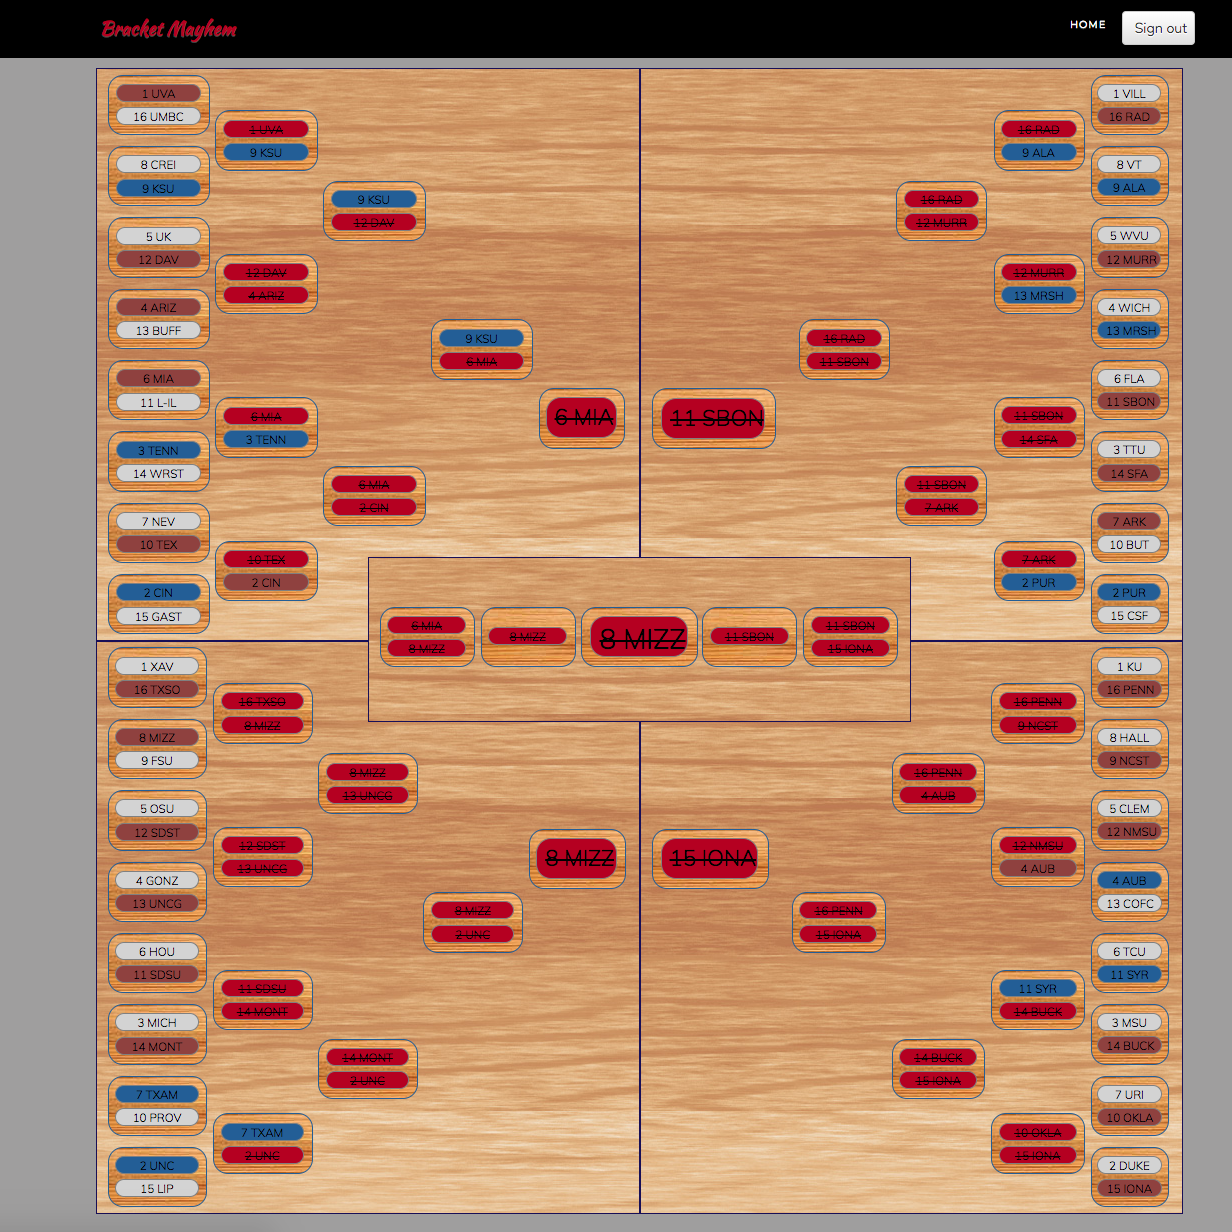 Bracket Mayhem
HOME
Sign out
1 UVA
16 UMBC
8 CREI
9 KSU
5 UK
12 DAV
4 ARIZ
13 BUFF
6 MIA
11 L-IL
3 TENN
14 WRST
7 NEV
10 TEX
2 CIN
15 GAST
1 UVA
9 KSU
12 DAV
4 ARIZ
6 MIA
3 TENN
10 TEX
2 CIN
9 KSU
12 DAV
6 MIA
2 CIN
9 KSU
6 MIA
6 MIA
1 VILL
16 RAD
8 VT
9 ALA
5 WVU
12 MURR
4 WICH
13 MRSH
6 FLA
11 SBON
3 TTU
14 SFA
7 ARK
10 BUT
2 PUR
15 CSF
16 RAD
9 ALA
12 MURR
13 MRSH
11 SBON
14 SFA
7 ARK
2 PUR
16 RAD
12 MURR
11 SBON
7 ARK
16 RAD
11 SBON
11 SBON
6 MIA
8 MIZZ
8 MIZZ
8 MIZZ
11 SBON
11 SBON
15 IONA
1 XAV
16 TXSO
8 MIZZ
9 FSU
5 OSU
12 SDST
4 GONZ
13 UNCG
6 HOU
11 SDSU
3 MICH
14 MONT
7 TXAM
10 PROV
2 UNC
15 LIP
16 TXSO
8 MIZZ
12 SDST
13 UNCG
11 SDSU
14 MONT
7 TXAM
2 UNC
8 MIZZ
13 UNCG
14 MONT
2 UNC
8 MIZZ
2 UNC
8 MIZZ
1 KU
16 PENN
8 HALL
9 NCST
5 CLEM
12 NMSU
4 AUB
13 COFC
6 TCU
11 SYR
3 MSU
14 BUCK
7 URI
10 OKLA
2 DUKE
15 IONA
16 PENN
9 NCST
12 NMSU
4 AUB
11 SYR
14 BUCK
10 OKLA
15 IONA
16 PENN
4 AUB
14 BUCK
15 IONA
16 PENN
15 IONA
15 IONA